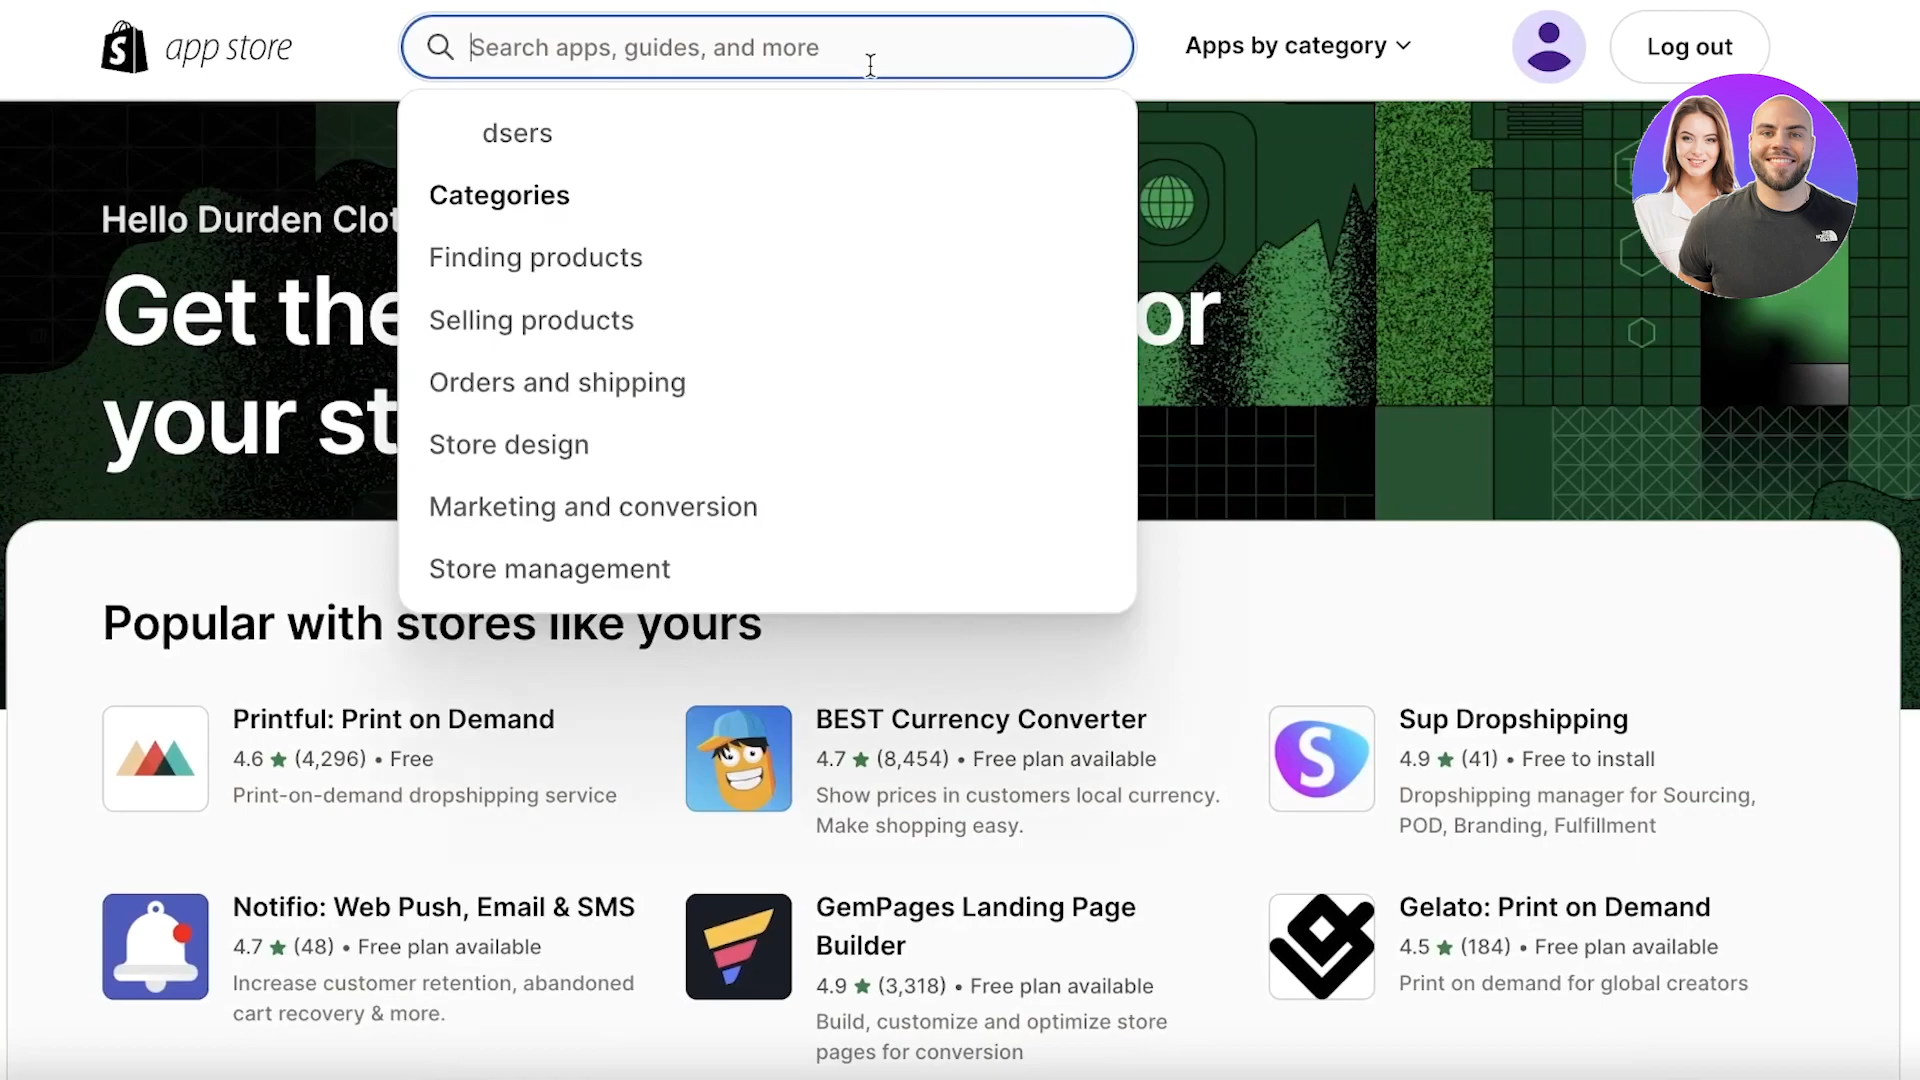 app store
Search apps, guides, and more
Apps by category
Log out
dsers
Categories
Finding products
Selling products
Orders and shipping
Store design
Marketing and conversion
Store management
Hello Durden
Get the
or
your
Popular with stores like yours
Printful: Print on Demand
4.6 ★ (4,296) • Free
Print-on-demand dropshipping service
BEST Currency Converter
4.7 ★ (8,454) • Free plan available
Show prices in customers local currency.
Make shopping easy.
Sup Dropshipping
4.9 ★ (41) • Free to install
Dropshipping manager for Sourcing,
POD, Branding, Fulfillment
Notifio: Web Push, Email & SMS
4.7 ★ (48) • Free plan available
Increase customer retention, abandoned
cart recovery & more.
GemPages Landing Page
Builder
4.9 ★ (3,318) • Free plan available
Build, customize and optimize store
pages for conversion
Gelato: Print on Demand
4.5 ★ (184) • Free plan available
Print on demand for global creators